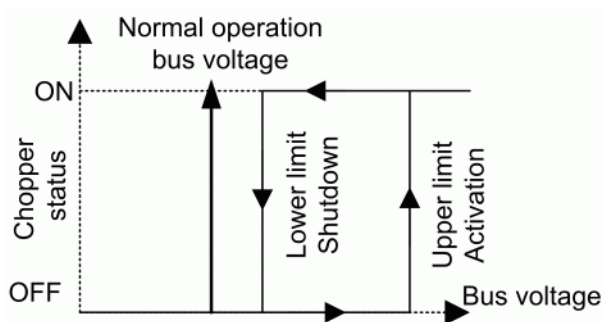 Normal operation
bus voltage
ON
Chopper
status
Lower limit
Shutdown
Upper limit
Activation
OFF
Bus voltage